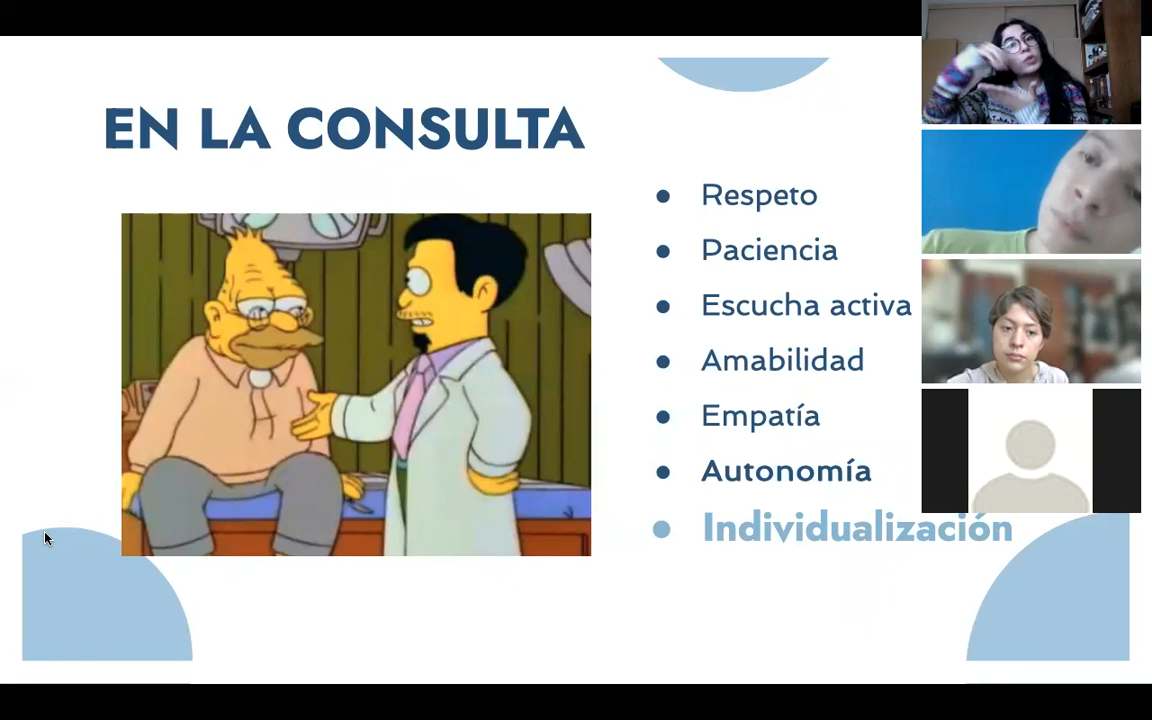 EN LA CONSULTA
● Respeto
● Paciencia
● Escucha activa
● Amabilidad
● Empatía
● Autonomía
● Individualización